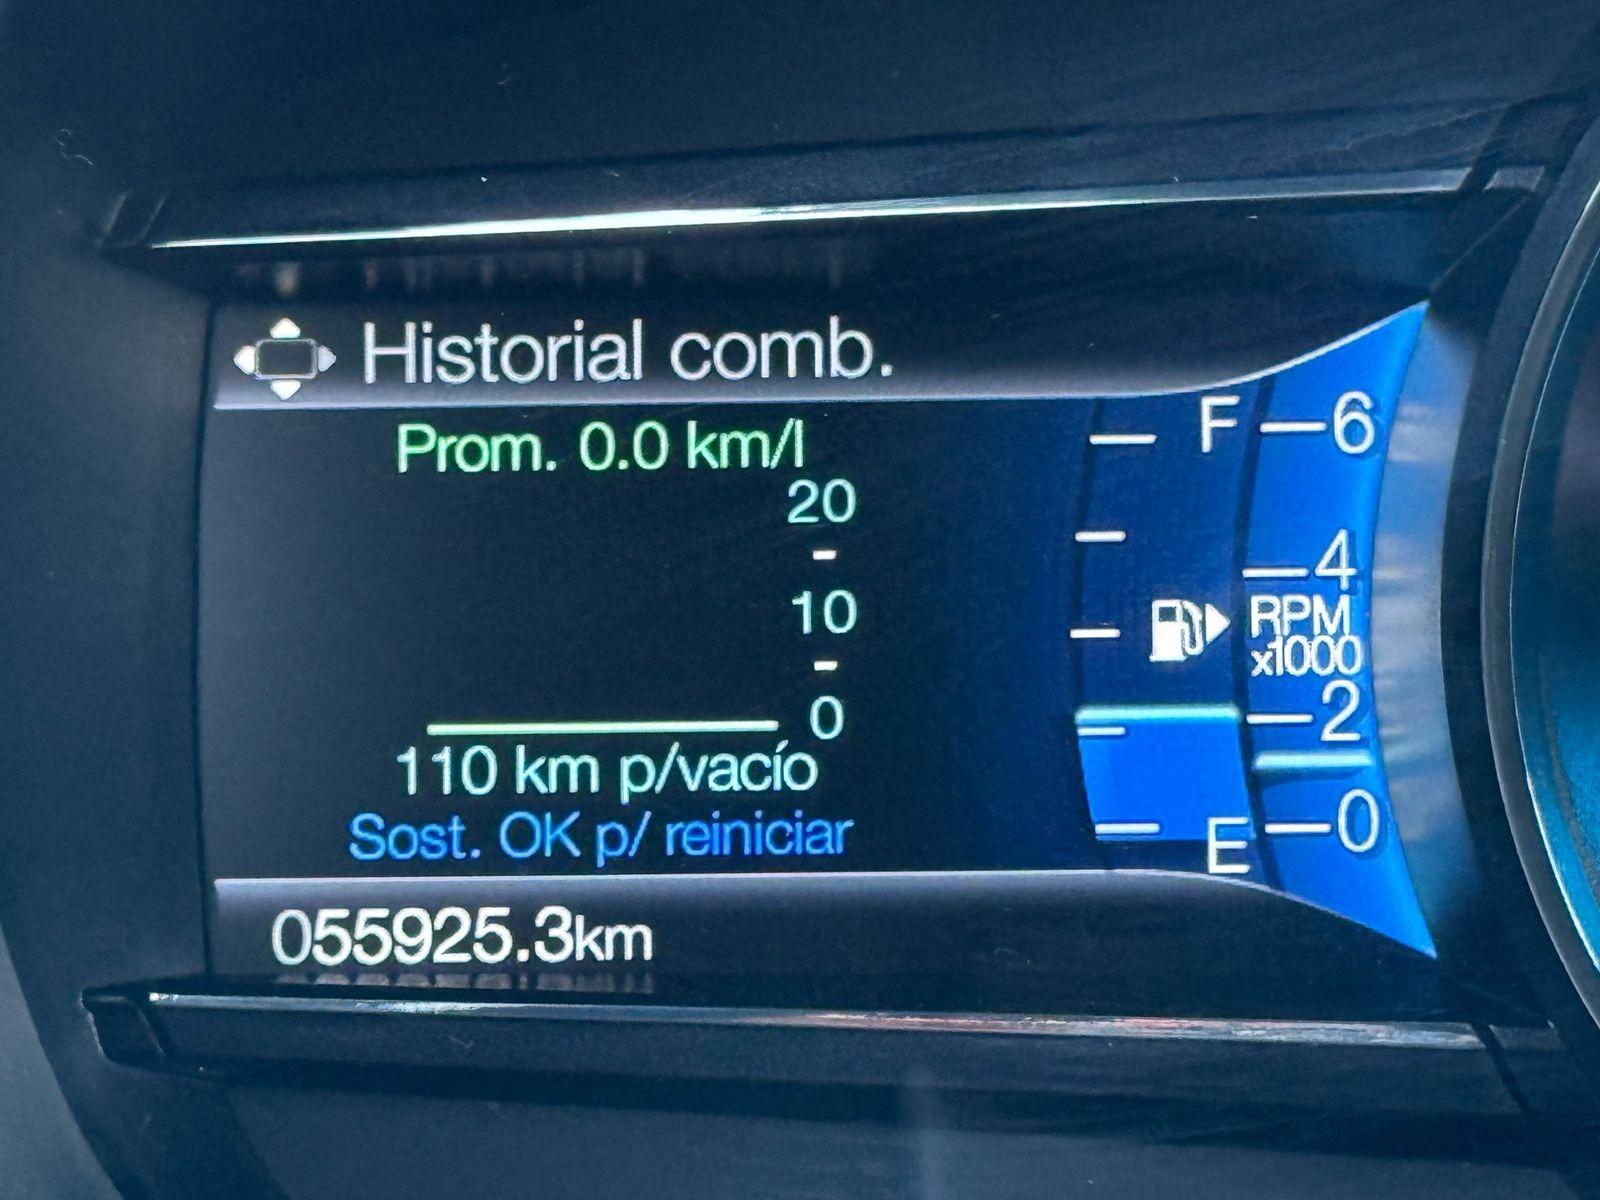 Historial comb.
Prom. 0.0 km/l
20
10
0
110 km p/vacío
Sost. OK p/ reiniciar
055925.3km
F
E
6
4
RPM
x1000
2
0